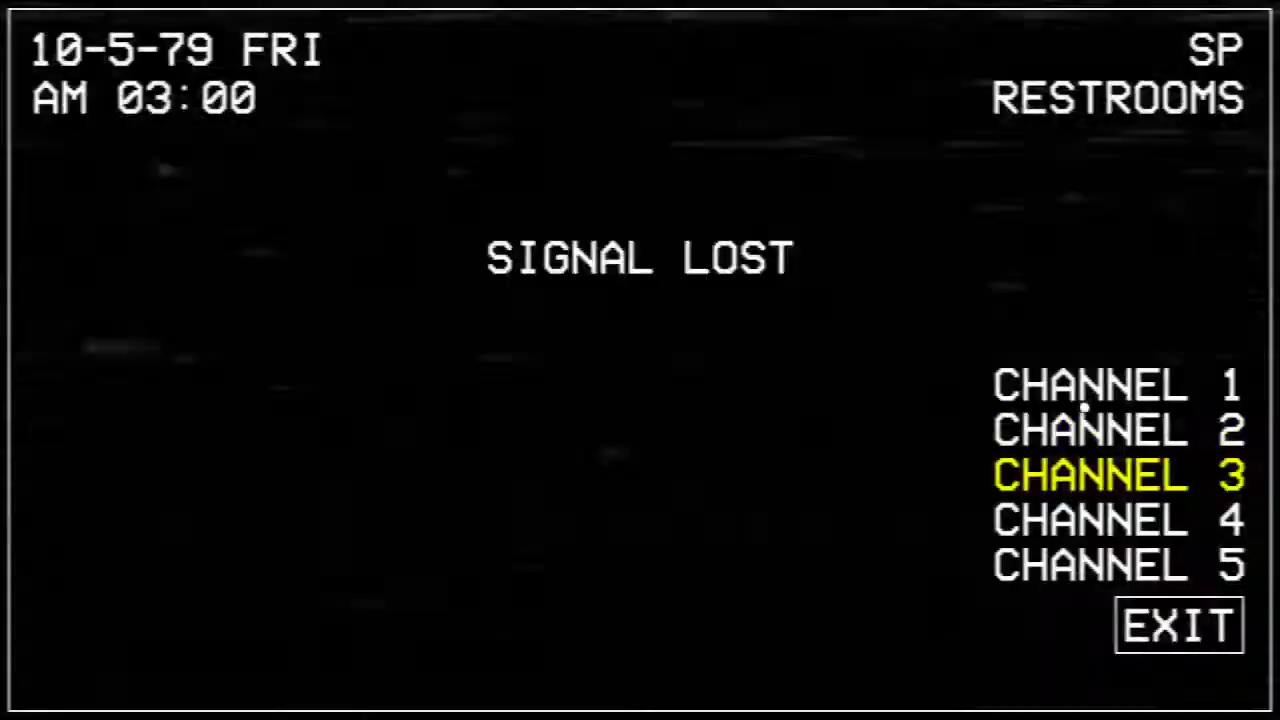 10-5-79 FRI
AM 03:00
SP
RESTROOMS
SIGNAL LOST
CHANNEL 1
CHANNEL 2
CHANNEL 3
CHANNEL 4
CHANNEL 5
EXIT